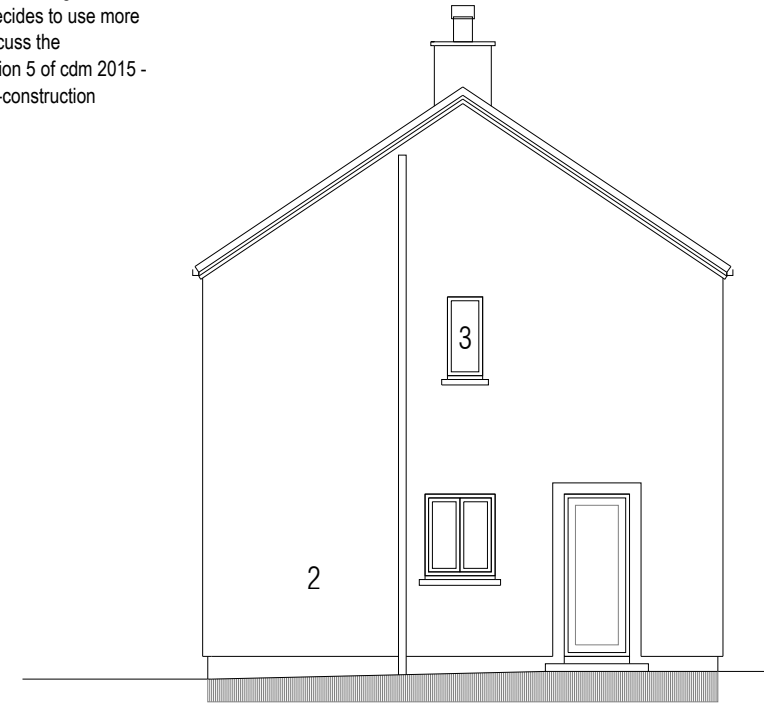 ecides to use more
cuss the
ion 5 of cdm 2015 -
-construction
3
2